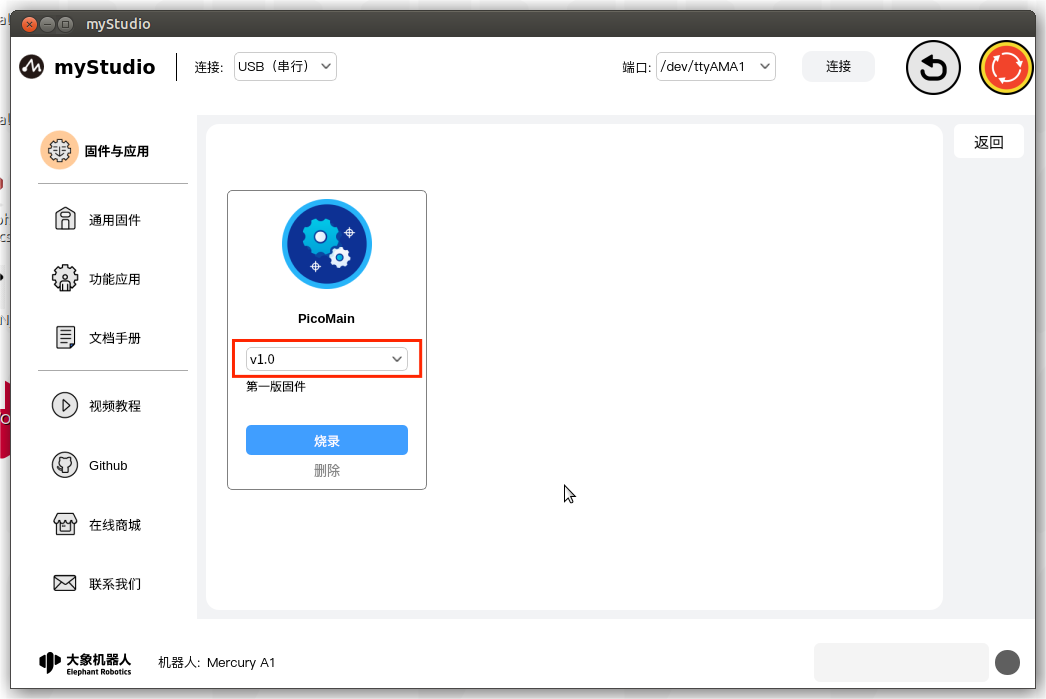 myStudio
myStudio
连接:
USB（串行）
端口:
/dev/ttyAMA1
连接
固件与应用
返回
通用固件
功能应用
文档手册
视频教程
Github
在线商城
联系我们
PicoMain
v1.0
第一版固件
烧录
删除
大象机器人
Elephant Robotics
机器人: Mercury A1